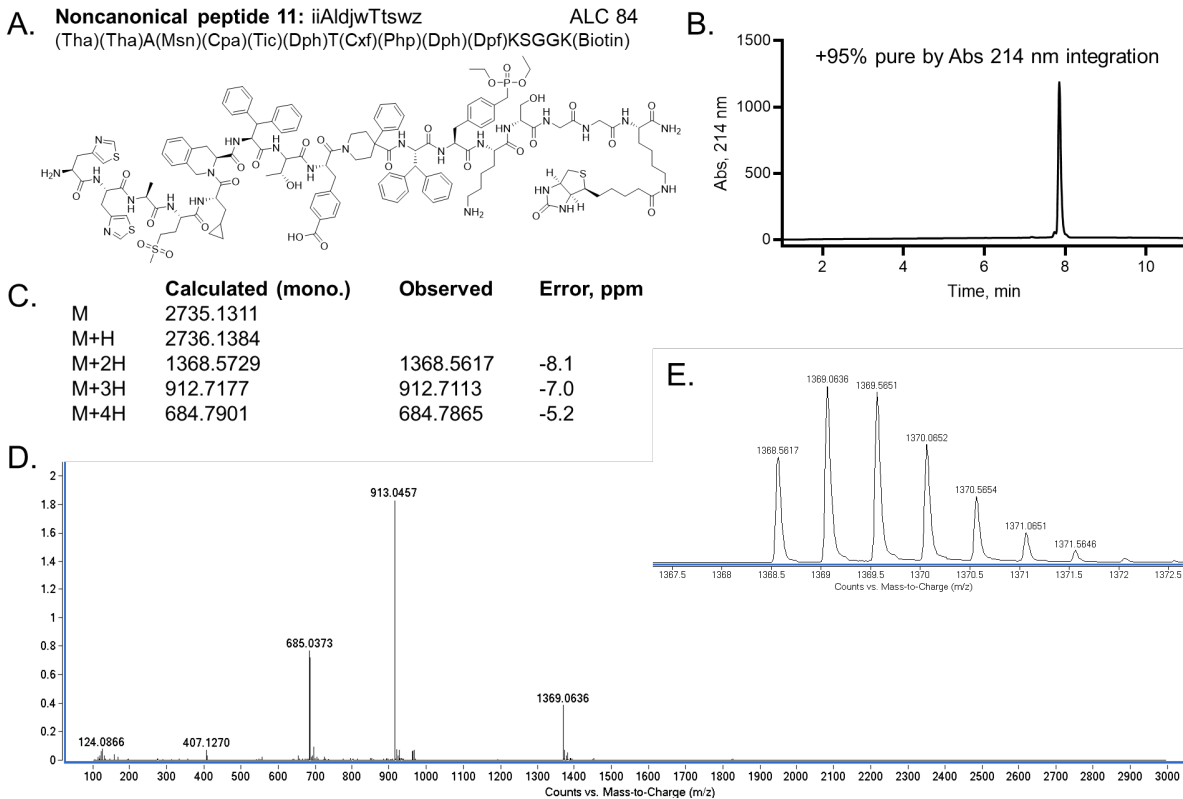 A.
Noncanonical peptide 11: iiAldjwTtswz ALC 84
(Tha)(Tha)A(Msn)(Cpa)(Tic)(Dph)T(Cxf)(Php)(Dph)(Dpf)KSGGK(Biotin)
O
O
P
O
O
OH
H
N
O
NH2
H2N
N
S
HN
HO
NH
B.
+95% pure by Abs 214 nm integration
Abs, 214 nm
1500
1000
500
0
2 4 6 8 10
Time, min
C.
Calculated (mono.) Observed Error, ppm
M 2735.1311
M+H 2736.1384
M+2H 1368.5729 1368.5617 -8.1
M+3H 912.7177 912.7113 -7.0
M+4H 684.7901 684.7865 -5.2
D.
2
1.8
1.6
1.4
1.2
1
0.8
0.6
0.4
0.2
0
913.0457
685.0373
1369.0636
124.0866
407.1270
100 200 300 400 500 600 700 800 900 1000 1100 1200 1300 1400 1500 1600 1700 1800 1900 2000 2100 2200 2300 2400 2500 2600 2700 2800 2900 3000
Counts vs. Mass-to-Charge (m/z)
E.
1369.0636
1369.5651
1370.0652
1368.5617
1370.5654
1371.0651
1371.5646
1367.5 1368 1368.5 1369 1369.5 1370 1370.5 1371 1371.5 1372 1372.5
Counts vs. Mass-to-Charge (m/z)